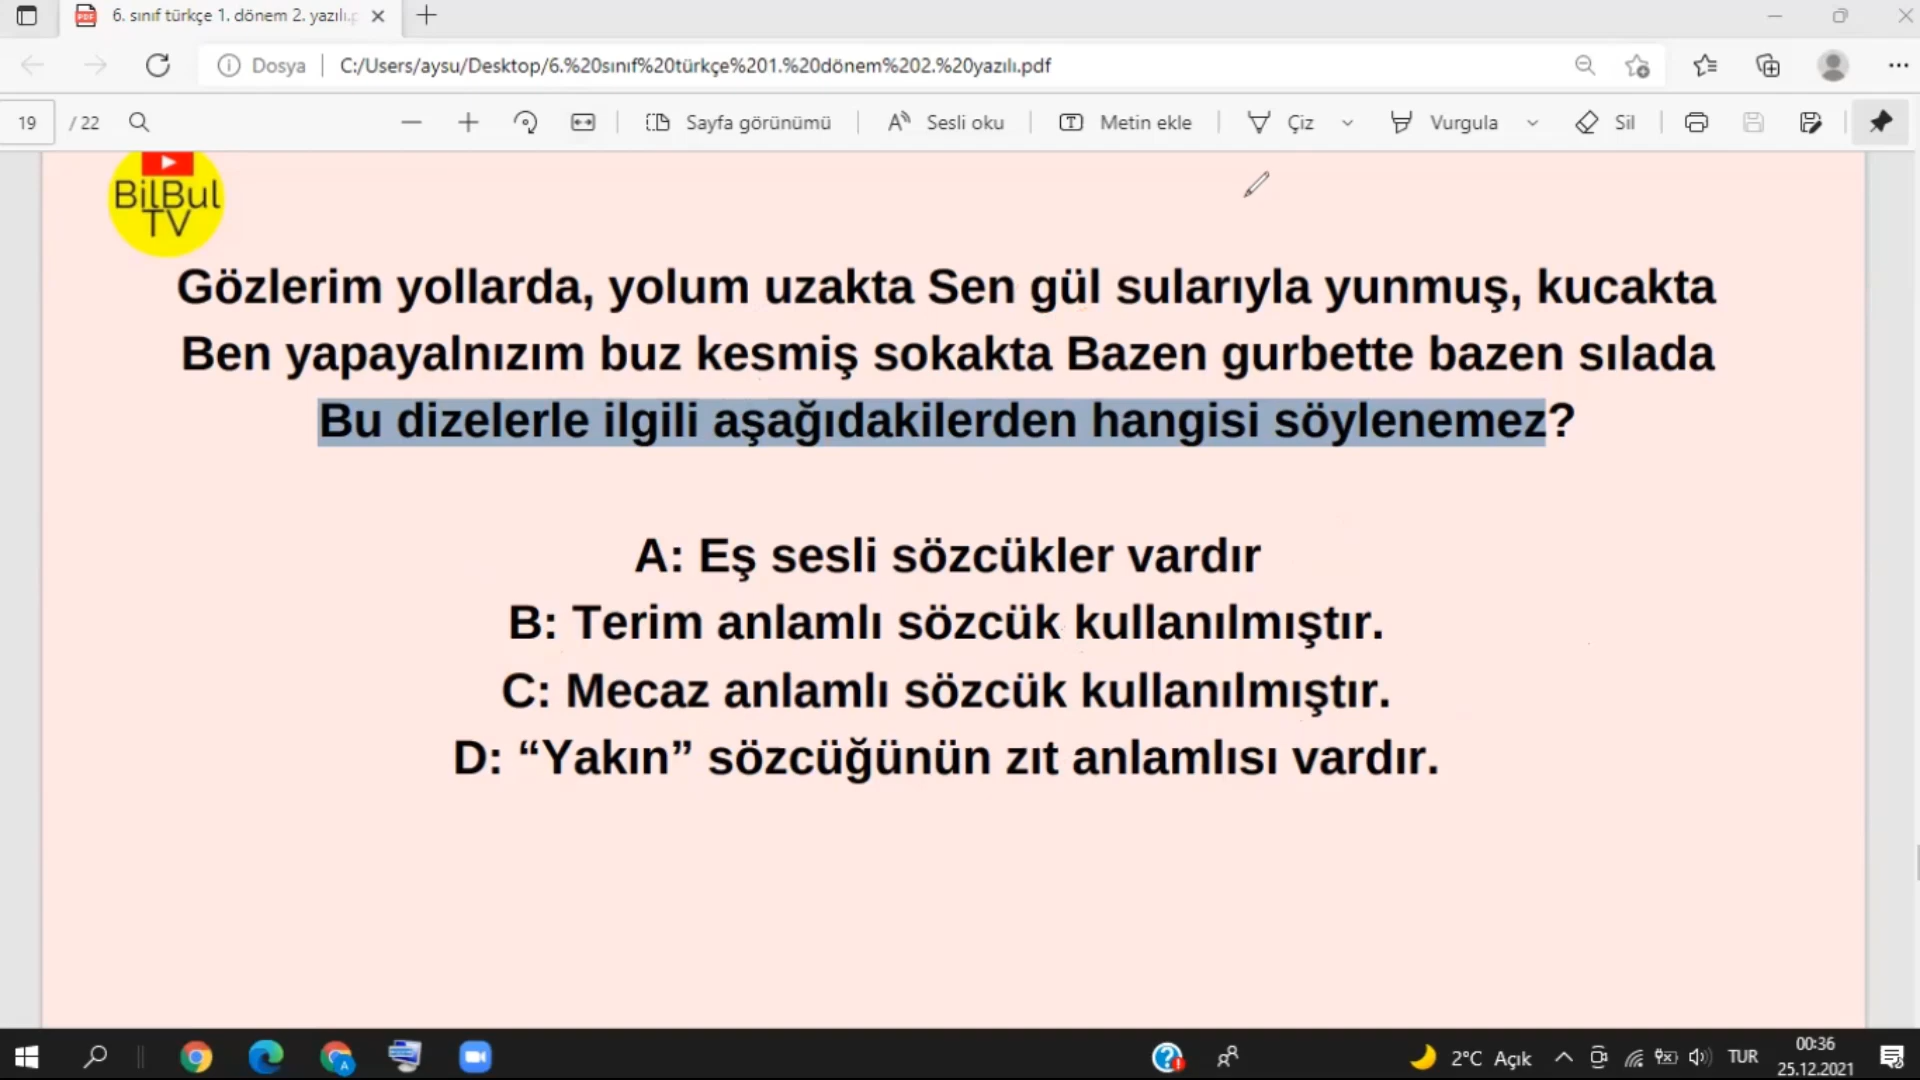 6. sınıf türkçe 1. dönem 2. yazılı.p
Dosya C:/Users/aysu/Desktop/6.%20sınıf%20türkçe%201.%20dönem%202.%20yazılı.pdf
19 / 22 Sayfa görünümü Sesli oku Metin ekle Çiz Vurgula Sil
BilBul
TV
Gözlerim yollarda, yolum uzakta Sen gül sularıyla yunmuş, kucakta
Ben yapayalnızım buz kesmiş sokakta Bazen gurbette bazen sılada
Bu dizelerle ilgili aşağıdakilerden hangisi söylenemez?
A: Eş sesli sözcükler vardır
B: Terim anlamlı sözcük kullanılmıştır.
C: Mecaz anlamlı sözcük kullanılmıştır.
D: “Yakın” sözcüğünün zıt anlamlısı vardır.
2°C Açık TUR 00:36
25.12.2021